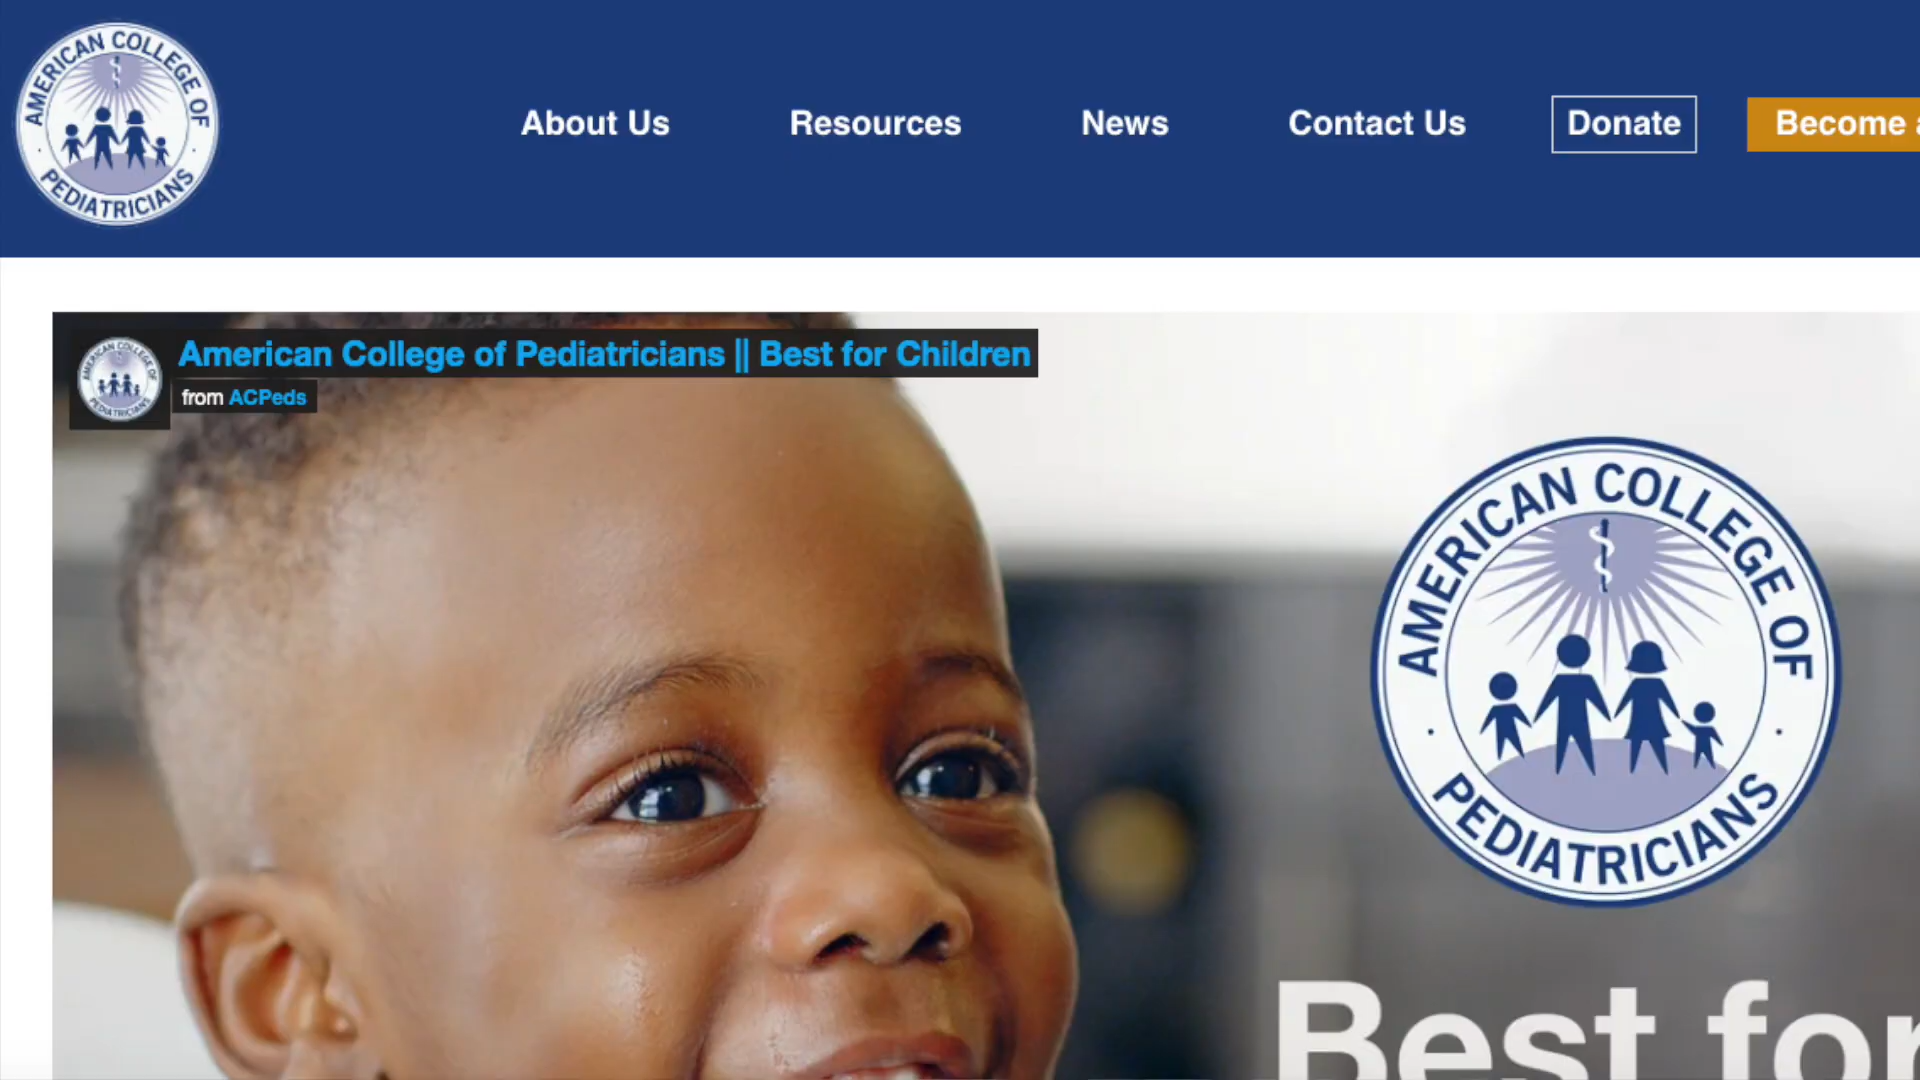 AMERICAN COLLEGE OF
PEDIATRICIANS
About Us
Resources
News
Contact Us
Donate
Become a
American College of Pediatricians || Best for Children
from ACPeds
AMERICAN COLLEGE OF
PEDIATRICIANS
AMERICAN COLLEGE OF
PEDIATRICIANS
Best for